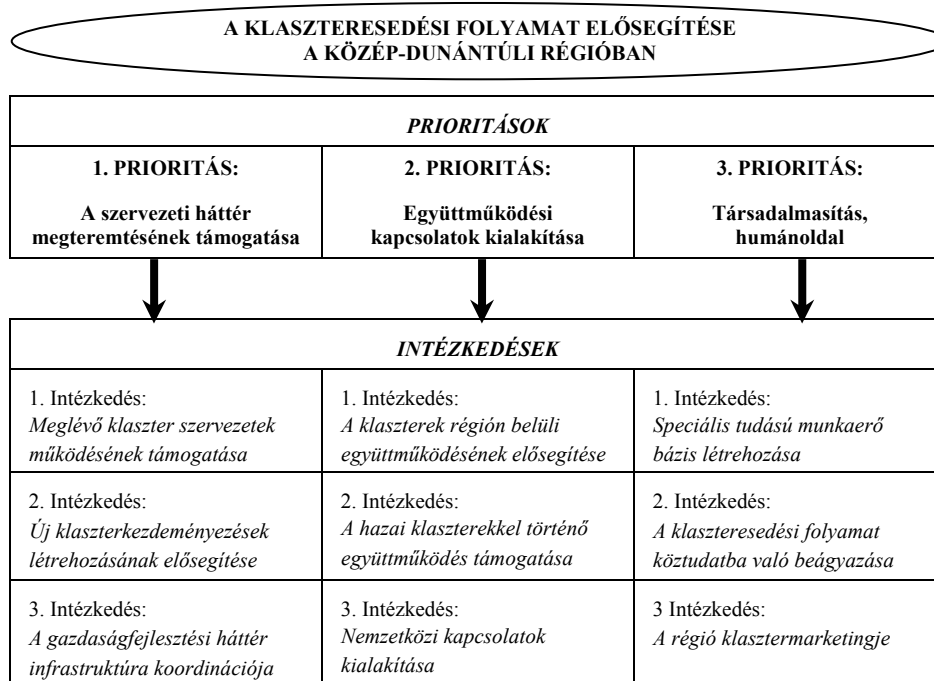 A KLASZTERESEDÉSI FOLYAMAT ELŐSEGÍTÉSE
A KÖZÉP-DUNÁNTÚLI RÉGIÓBAN
PRIORITÁSOK
1. PRIORITÁS:
A szervezeti háttér
megteremtésének támogatása
2. PRIORITÁS:
Együttműködési
kapcsolatok kialakítása
3. PRIORITÁS:
Társadalmasítás,
humánoldal
INTÉZKEDÉSEK
1. Intézkedés:
Meglévő klaszter szervezetek
működésének támogatása
1. Intézkedés:
A klaszterek régión belüli
együttműködésének elősegítése
1. Intézkedés:
Speciális tudású munkaerő
bázis létrehozása
2. Intézkedés:
Új klaszterkezdeményezések
létrehozásának elősegítése
2. Intézkedés:
A hazai klaszterekkel történő
együttműködés támogatása
2. Intézkedés:
A klaszteresedési folyamat
köztudatba való beágyazása
3. Intézkedés:
A gazdaságfejlesztési háttér
infrastruktúra koordinációja
3. Intézkedés:
Nemzetközi kapcsolatok
kialakítása
3 Intézkedés:
A régió klasztermarketingje